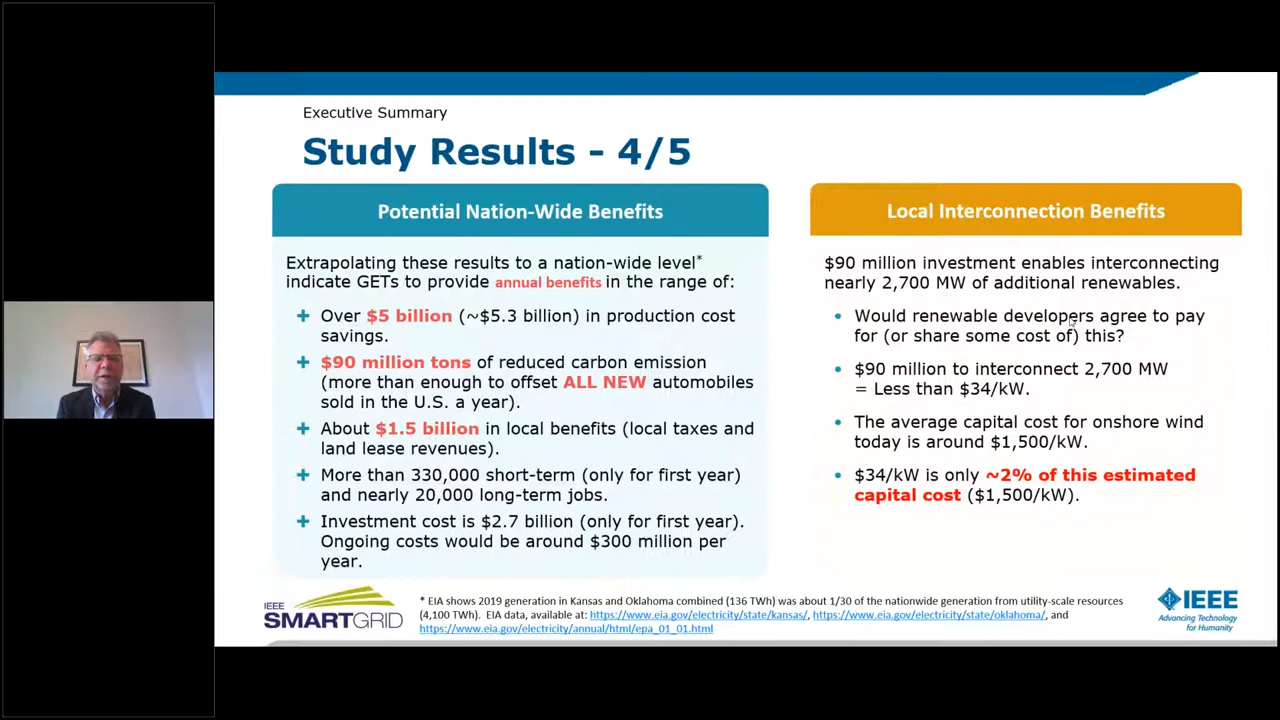 Executive Summary
Study Results - 4/5
Potential Nation-Wide Benefits
Extrapolating these results to a nation-wide level*
indicate GETs to provide annual benefits in the range of:
Over $5 billion (~$5.3 billion) in production cost
savings.
$90 million tons of reduced carbon emission
(more than enough to offset ALL NEW automobiles
sold in the U.S. a year).
About $1.5 billion in local benefits (local taxes and
land lease revenues).
More than 330,000 short-term (only for first year)
and nearly 20,000 long-term jobs.
Investment cost is $2.7 billion (only for first year).
Ongoing costs would be around $300 million per
year.
Local Interconnection Benefits
$90 million investment enables interconnecting
nearly 2,700 MW of additional renewables.
Would renewable developers agree to pay
for (or share some cost of) this?
$90 million to interconnect 2,700 MW
= Less than $34/kW.
The average capital cost for onshore wind
today is around $1,500/kW.
$34/kW is only ~2% of this estimated
capital cost ($1,500/kW).
IEEE
SMARTGRID
* EIA shows 2019 generation in Kansas and Oklahoma combined (136 TWh) was about 1/30 of the nationwide generation from utility-scale resources
(4,100 TWh). EIA data, available at: https://www.eia.gov/electricity/state/kansas/, https://www.eia.gov/electricity/state/oklahoma/, and
https://www.eia.gov/electricity/annual/html/epa_01_01.html
IEEE
Advancing Technology
for Humanity